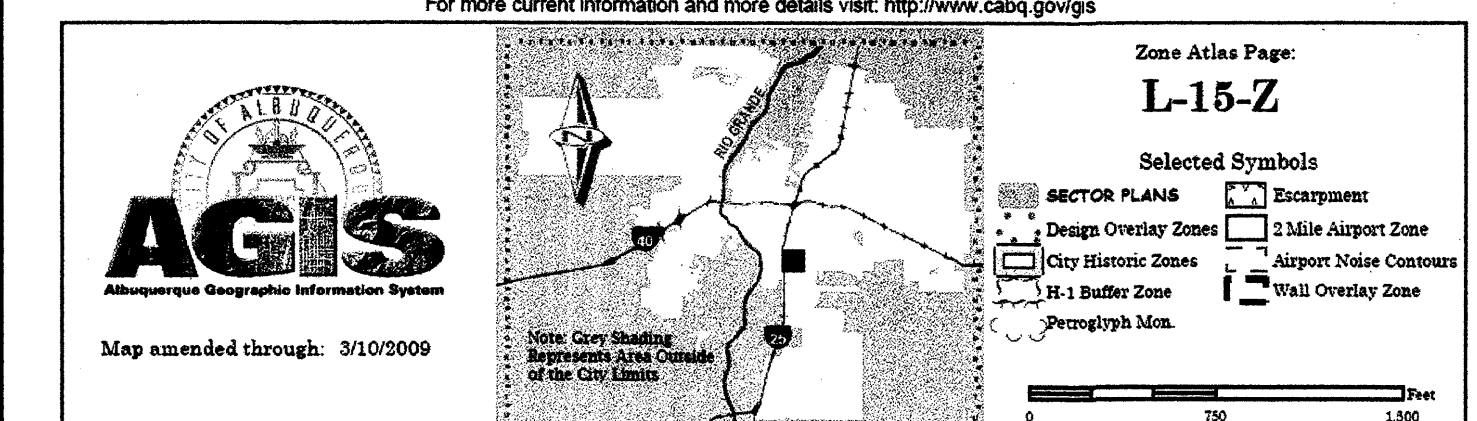 For more current information and more details visit: http://www.cabq.gov/gis
CITY OF ALBUQUERQUE
AGIS
Albuquerque Geographic Information System
Map amended through: 3/10/2009
N
RIO GRANDE
40
25
Note: Grey Shading
Represents Area Outside
of the City Limits
Zone Atlas Page:
L-15-Z
Selected Symbols
SECTOR PLANS
Escarpment
Design Overlay Zones
2 Mile Airport Zone
City Historic Zones
Airport Noise Contours
H-1 Buffer Zone
Wall Overlay Zone
Petroglyph Mon.
Feet
0 750 1,500